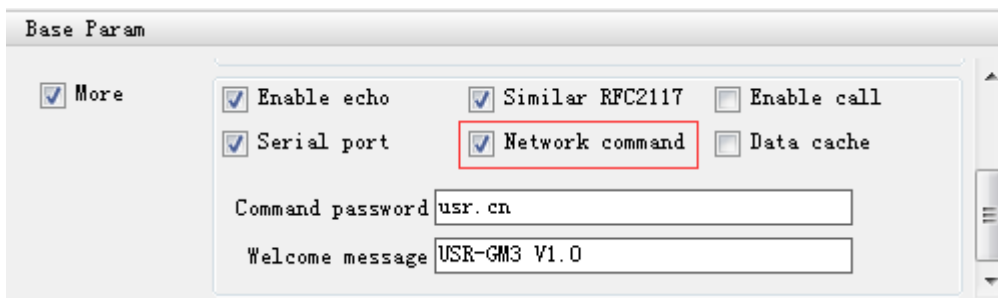 Base Param
More
Enable echo Similar RFC2117 Enable call
Serial port Network command Data cache
Command password usr.cn
Welcome message USR-GM3 V1.0